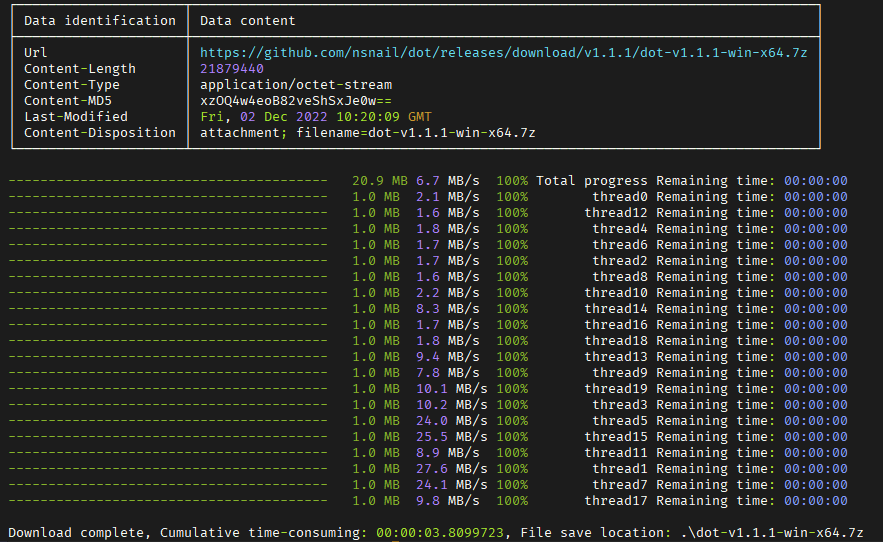 Data identification Data content
Url https://github.com/nsnail/dot/releases/download/v1.1.1/dot-v1.1.1-win-x64.7z
Content-Length 21879440
Content-Type application/octet-stream
Content-MD5 xzOQ4w4eoB82veShSxJe0w==
Last-Modified Fri, 02 Dec 2022 10:20:09 GMT
Content-Disposition attachment; filename=dot-v1.1.1-win-x64.7z
---------------------------------------- 20.9 MB 6.7 MB/s 100% Total progress Remaining time: 00:00:00
---------------------------------------- 1.0 MB 2.1 MB/s 100% thread0 Remaining time: 00:00:00
---------------------------------------- 1.0 MB 1.6 MB/s 100% thread12 Remaining time: 00:00:00
---------------------------------------- 1.0 MB 1.8 MB/s 100% thread4 Remaining time: 00:00:00
---------------------------------------- 1.0 MB 1.7 MB/s 100% thread6 Remaining time: 00:00:00
---------------------------------------- 1.0 MB 1.7 MB/s 100% thread2 Remaining time: 00:00:00
---------------------------------------- 1.0 MB 1.6 MB/s 100% thread8 Remaining time: 00:00:00
---------------------------------------- 1.0 MB 2.2 MB/s 100% thread10 Remaining time: 00:00:00
---------------------------------------- 1.0 MB 8.3 MB/s 100% thread14 Remaining time: 00:00:00
---------------------------------------- 1.0 MB 1.7 MB/s 100% thread16 Remaining time: 00:00:00
---------------------------------------- 1.0 MB 1.8 MB/s 100% thread18 Remaining time: 00:00:00
---------------------------------------- 1.0 MB 9.4 MB/s 100% thread13 Remaining time: 00:00:00
---------------------------------------- 1.0 MB 7.8 MB/s 100% thread9 Remaining time: 00:00:00
---------------------------------------- 1.0 MB 10.1 MB/s 100% thread19 Remaining time: 00:00:00
---------------------------------------- 1.0 MB 10.2 MB/s 100% thread3 Remaining time: 00:00:00
---------------------------------------- 1.0 MB 24.0 MB/s 100% thread5 Remaining time: 00:00:00
---------------------------------------- 1.0 MB 25.5 MB/s 100% thread15 Remaining time: 00:00:00
---------------------------------------- 1.0 MB 8.9 MB/s 100% thread11 Remaining time: 00:00:00
---------------------------------------- 1.0 MB 27.6 MB/s 100% thread1 Remaining time: 00:00:00
---------------------------------------- 1.0 MB 24.1 MB/s 100% thread7 Remaining time: 00:00:00
---------------------------------------- 1.0 MB 9.8 MB/s 100% thread17 Remaining time: 00:00:00
Download complete, Cumulative time-consuming: 00:00:03.8099723, File save location: .\dot-v1.1.1-win-x64.7z